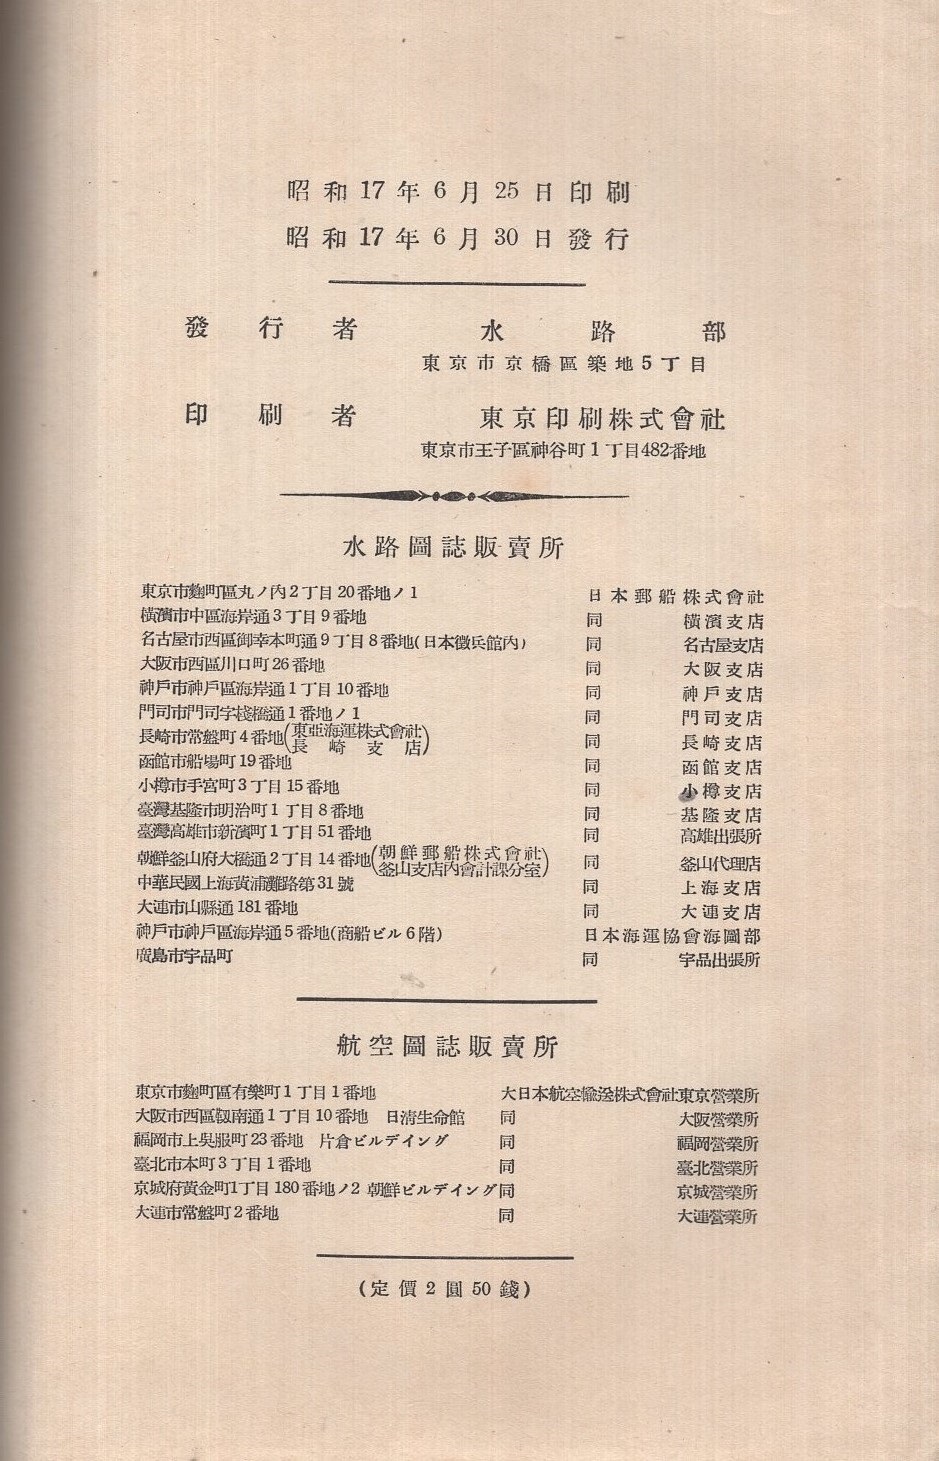 昭和17年6月25日印刷
昭和17年6月30日發行
發行者 水路部
東京市京橋區築地5丁目
印刷者 東京印刷株式會社
東京市王子區神谷町1丁目482番地
水路圖誌販賣所
東京市麴町區丸ノ內2丁目20番地ノ1 日本郵船株式會社
橫濱市中區海岸通3丁目9番地 同 橫濱支店
名古屋市西區御幸本町通9丁目8番地(日本徵兵館內) 同 名古屋支店
大阪市西區川口町26番地 同 大阪支店
神戶市神戶區海岸通1丁目10番地 同 神戶支店
門司市門司字棧橋通1番地ノ1 同 門司支店
長崎市常盤町4番地(東亞海運株式會社長崎支店) 同 長崎支店
函館市船場町19番地 同 函館支店
小樽市手宮町3丁目15番地 同 小樽支店
臺灣基隆市明治町1丁目8番地 同 基隆支店
臺灣高雄市新濱町1丁目51番地 同 高雄出張所
朝鮮釜山府大橋通2丁目14番地(朝鮮郵船株式會社釜山支店內會計課分室) 同 釜山代理店
中華民國上海黃浦灘路第31號 同 上海支店
大連市山縣通181番地 同 大連支店
神戶市神戶區海岸通5番地(商船ビル6階) 日本海運協會海圖部
廣島市宇品町 同 宇品出張所
航空圖誌販賣所
東京市麴町區有樂町1丁目1番地 大日本航空輸送株式會社東京營業所
大阪市西區靱南通1丁目10番地 日淸生命館 同 大阪營業所
福岡市上吳服町23番地 片倉ビルデイング 同 福岡營業所
臺北市本町3丁目1番地 同 臺北營業所
京城府黃金町1丁目180番地ノ2 朝鮮ビルデイング 同 京城營業所
大連市常盤町2番地 同 大連營業所
(定價2圓50錢)